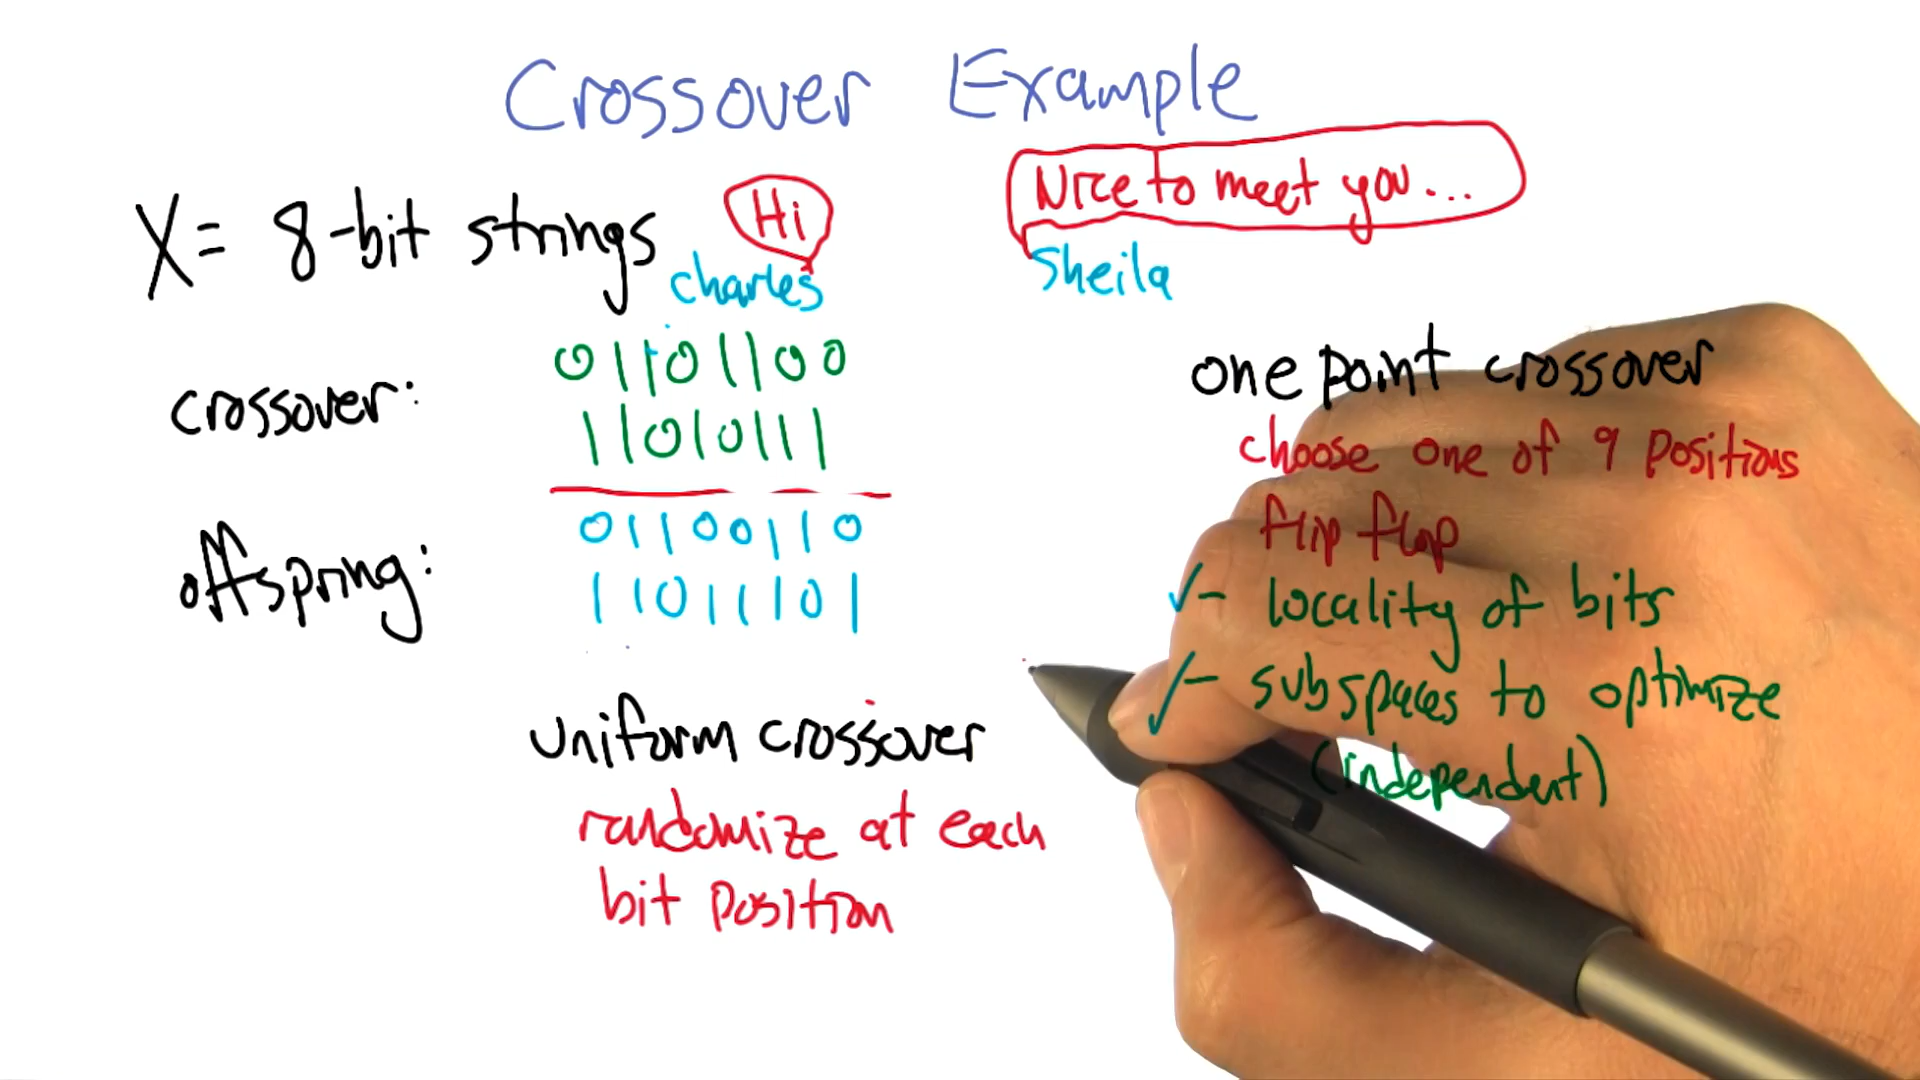 Crossover Example
Hi
Nice to meet you...
X= 8-bit strings
charles
Sheila
crossover:
01101100
11010111
offspring:
01100110
11011101
uniform crossover
randomize at each
bit position
one point crossover
choose one of 9 positions
flip flop
✓- locality of bits
✓- subspaces to optimize
(independent)